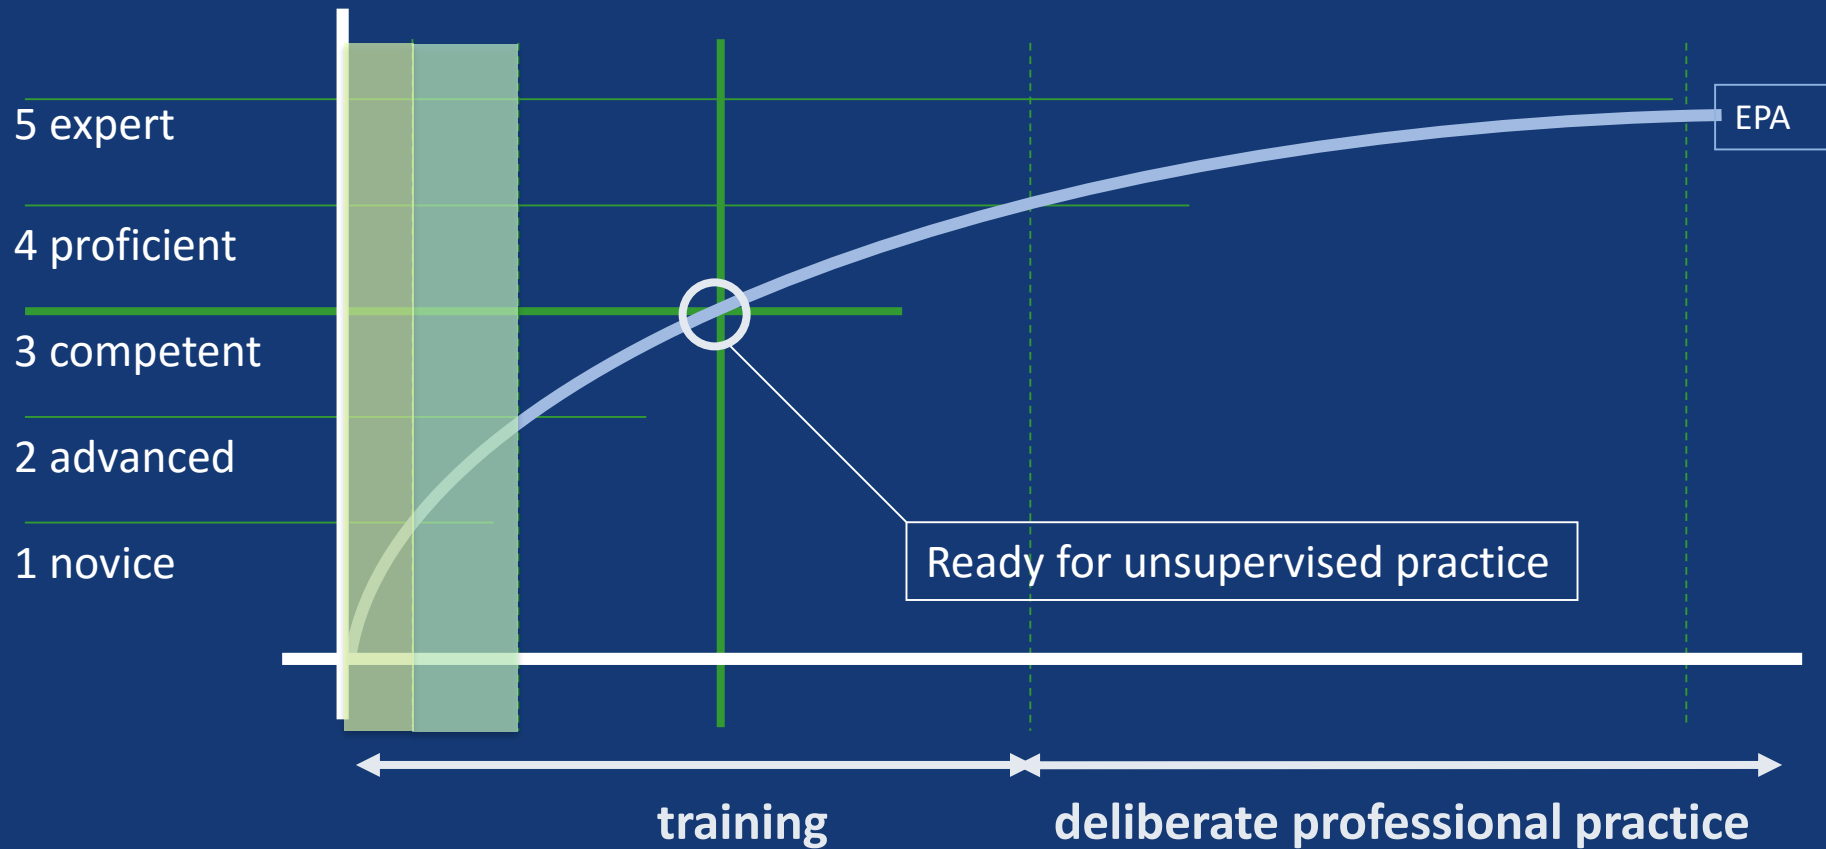 5 expert
EPA
4 proficient
3 competent
2 advanced
Ready for unsupervised practice
1 novice
training
deliberate professional practice